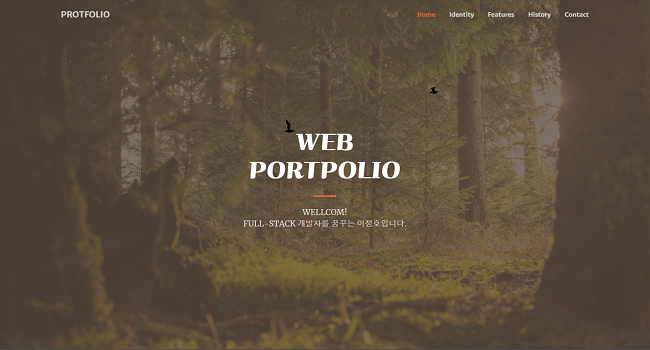 PROTFOLIO
Home Identity Features History Contact
WEB
PORTPOLIO
WELLCOM!
FULL-STACK 개발자를 꿈꾸는 이정호입니다.